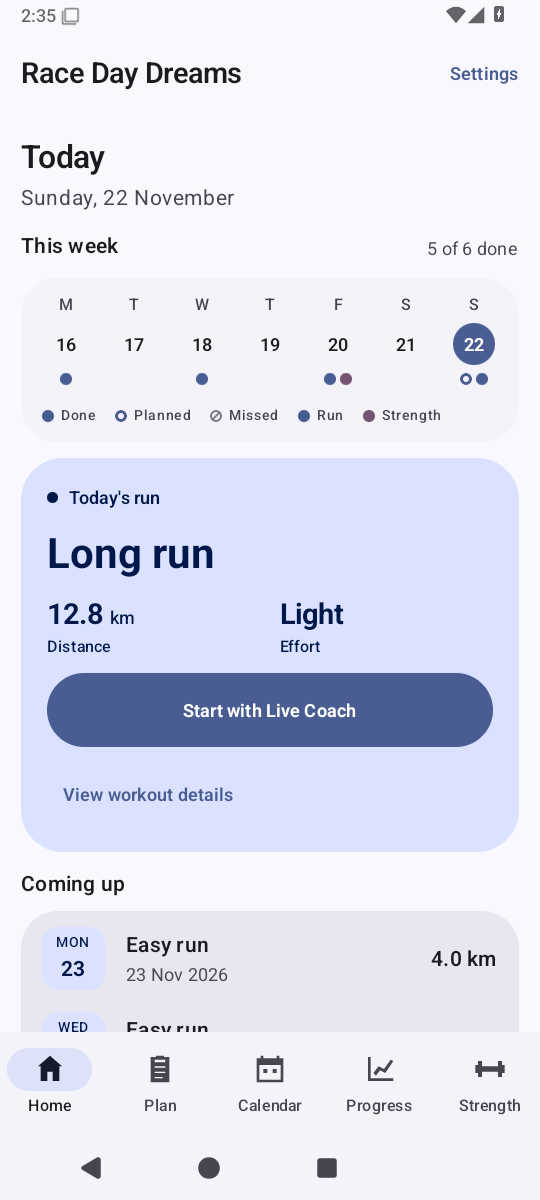 2:35
Race Day Dreams
Settings
Today
Sunday, 22 November
This week
5 of 6 done
M T W T F S S
16 17 18 19 20 21 22
Done Planned Missed Run Strength
Today's run
Long run
12.8 km
Distance
Light
Effort
Start with Live Coach
View workout details
Coming up
MON
23
Easy run
23 Nov 2026
4.0 km
WED
Easy run
Home Plan Calendar Progress Strength